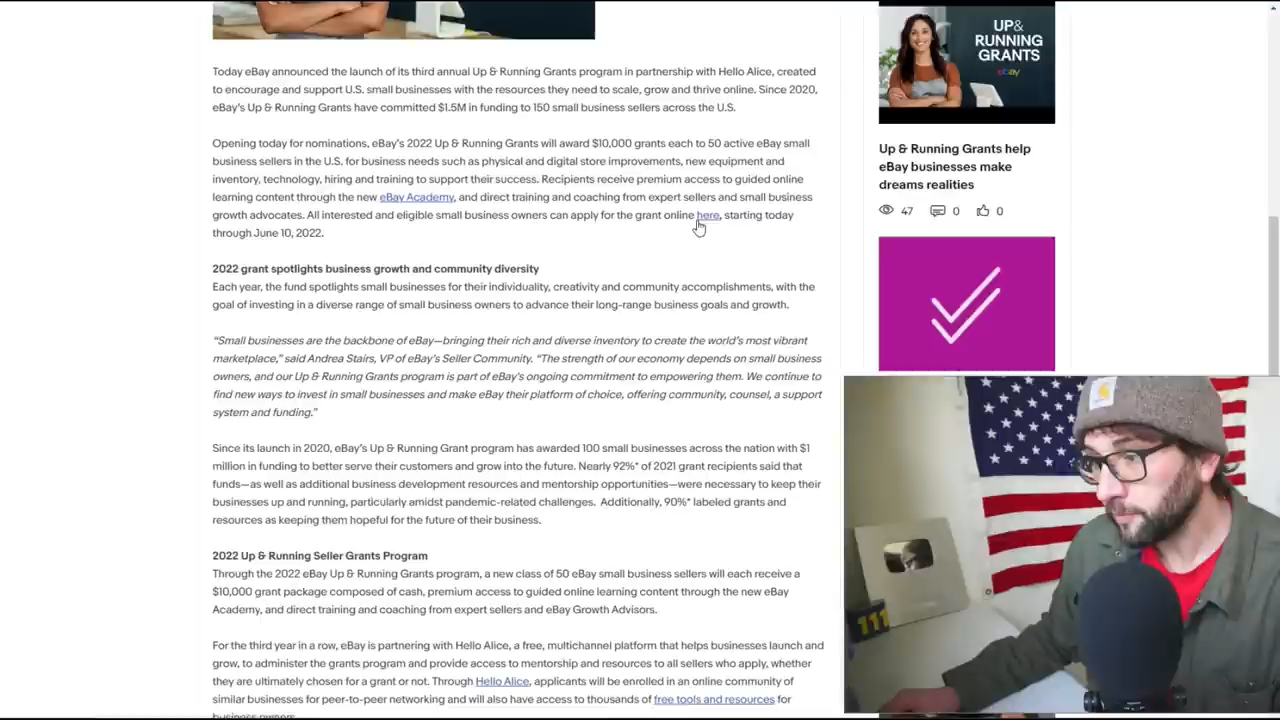 Today eBay announced the launch of its third annual Up & Running Grants program in partnership with Hello Alice, created
to encourage and support U.S. small businesses with the resources they need to scale, grow and thrive online. Since 2020,
eBay's Up & Running Grants have committed $1.5M in funding to 150 small business sellers across the U.S.
Opening today for nominations, eBay's 2022 Up & Running Grants will award $10,000 grants each to 50 active eBay small
business sellers in the U.S. for business needs such as physical and digital store improvements, new equipment and
inventory, technology, hiring and training to support their success. Recipients receive premium access to guided online
learning content through the new eBay Academy, and direct training and coaching from expert sellers and small business
growth advocates. All interested and eligible small business owners can apply for the grant online here, starting today
through June 10, 2022.
2022 grant spotlights business growth and community diversity
Each year, the fund spotlights small businesses for their individuality, creativity and community accomplishments, with the
goal of investing in a diverse range of small business owners to advance their long-range business goals and growth.
“Small businesses are the backbone of eBay—bringing their rich and diverse inventory to create the world's most vibrant
marketplace,” said Andrea Stairs, VP of eBay's Seller Community. “The strength of our economy depends on small business
owners, and our Up & Running Grants program is part of eBay's ongoing commitment to empowering them. We continue to
find new ways to invest in small businesses and make eBay their platform of choice, offering community, counsel, a support
system and funding.”
Since its launch in 2020, eBay's Up & Running Grant program has awarded 100 small businesses across the nation with $1
million in funding to better serve their customers and grow into the future. Nearly 92%* of 2021 grant recipients said that
funds—as well as additional business development resources and mentorship opportunities—were necessary to keep their
businesses up and running, particularly amidst pandemic-related challenges. Additionally, 90%* labeled grants and
resources as keeping them hopeful for the future of their business.
2022 Up & Running Seller Grants Program
Through the 2022 eBay Up & Running Grants program, a new class of 50 eBay small business sellers will each receive a
$10,000 grant package composed of cash, premium access to guided online learning content through the new eBay
Academy, and direct training and coaching from expert sellers and eBay Growth Advisors.
For the third year in a row, eBay is partnering with Hello Alice, a free, multichannel platform that helps businesses launch and
grow, to administer the grants program and provide access to mentorship and resources to all sellers who apply, whether
they are ultimately chosen for a grant or not. Through Hello Alice, applicants will be enrolled in an online community of
similar businesses for peer-to-peer networking and will also have access to thousands of free tools and resources for
business owners.
UP&
RUNNING
GRANTS
ebay
Up & Running Grants help
eBay businesses make
dreams realities
47 0 0
111